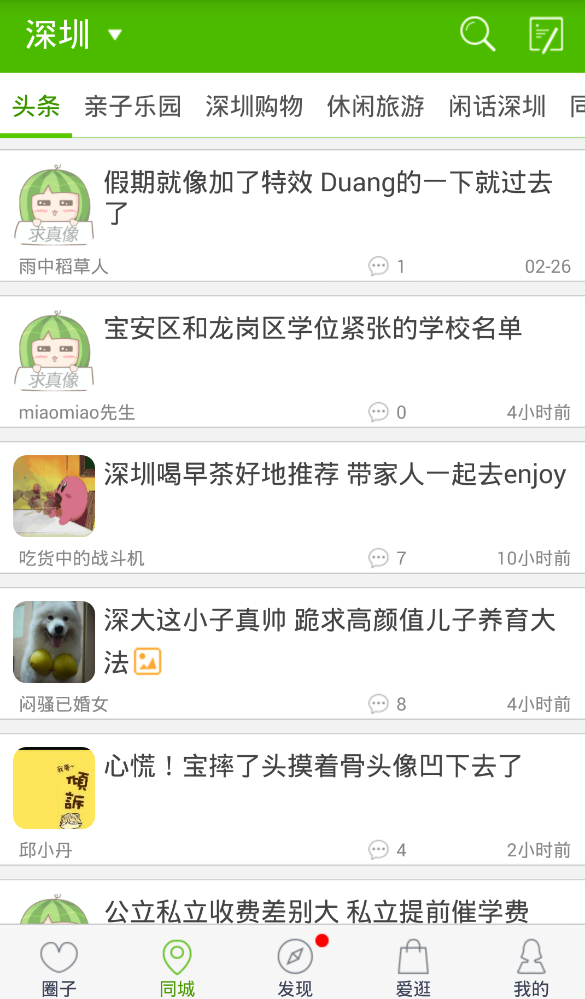 深圳
头条 亲子乐园 深圳购物 休闲旅游 闲话深圳
假期就像加了特效 Duang的一下就过去
了
求真像
雨中稻草人 1 02-26
宝安区和龙岗区学位紧张的学校名单
求真像
miaomiao先生 0 4小时前
深圳喝早茶好地推荐 带家人一起去enjoy
吃货中的战斗机 7 10小时前
深大这小子真帅 跪求高颜值儿子养育大
法
闷骚已婚女 8 4小时前
心慌！宝摔了头摸着骨头像凹下去了
我要~
傾
訴
邱小丹 4 2小时前
公立私立收费差别大 私立提前催学费
圈子 同城 发现 爱逛 我的